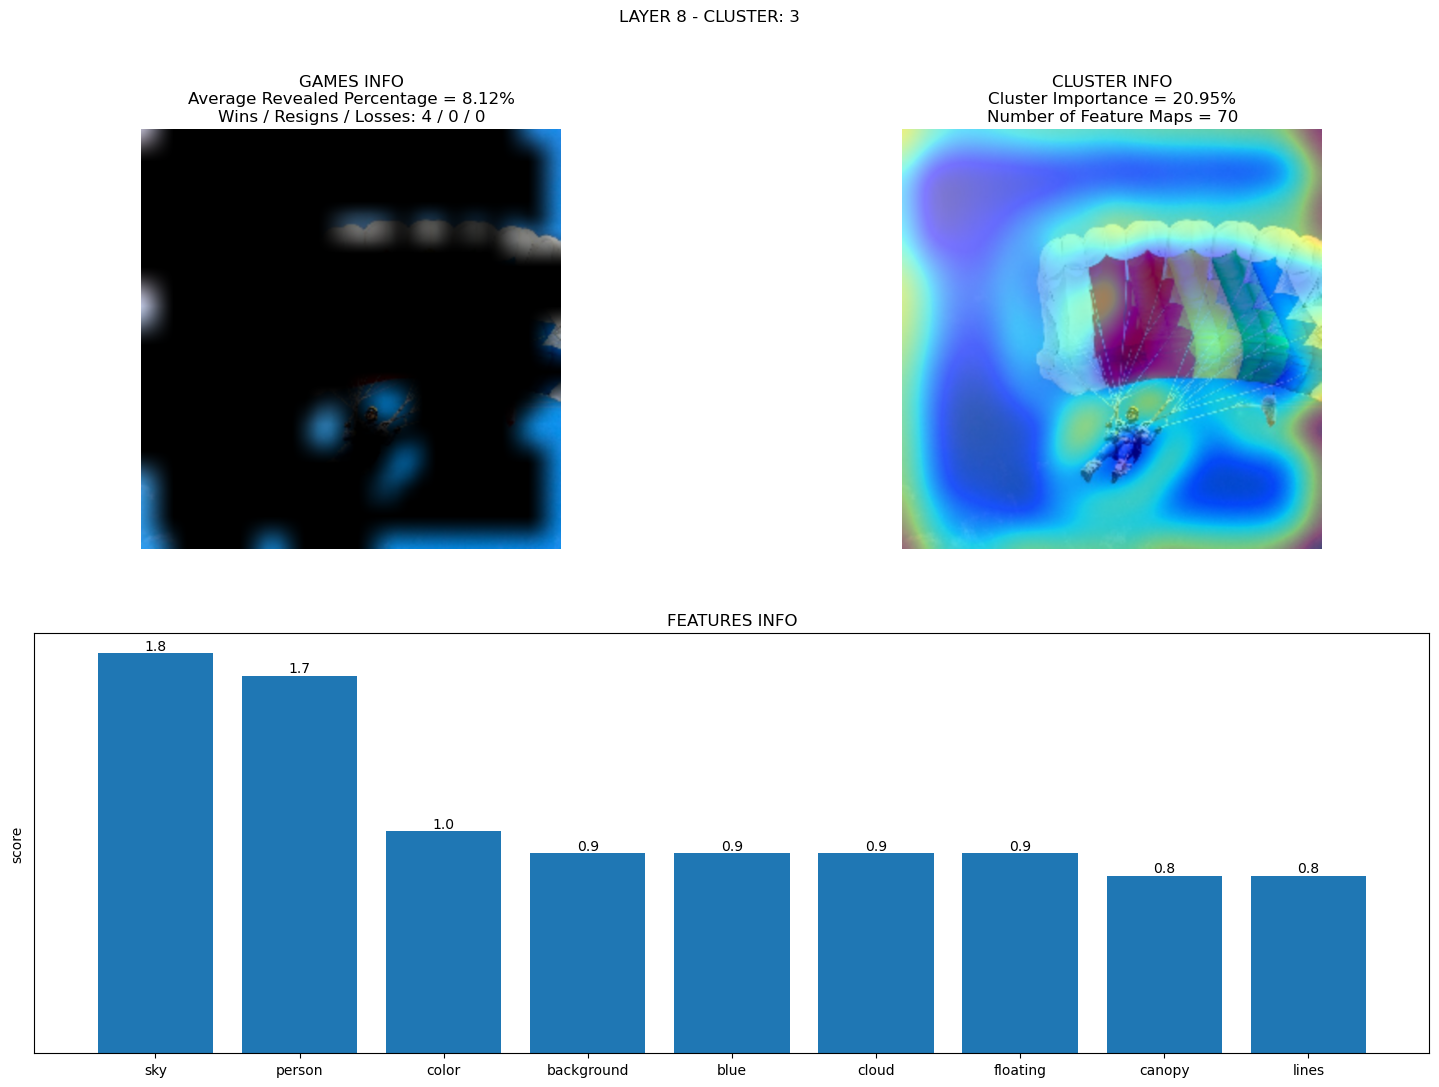 LAYER 8 - CLUSTER: 3
GAMES INFO
Average Revealed Percentage = 8.12%
Wins / Resigns / Losses: 4 / 0 / 0
CLUSTER INFO
Cluster Importance = 20.95%
Number of Feature Maps = 70
FEATURES INFO
score
1.8
1.7
1.0
0.9
0.9
0.9
0.9
0.8
0.8
sky
person
color
background
blue
cloud
floating
canopy
lines